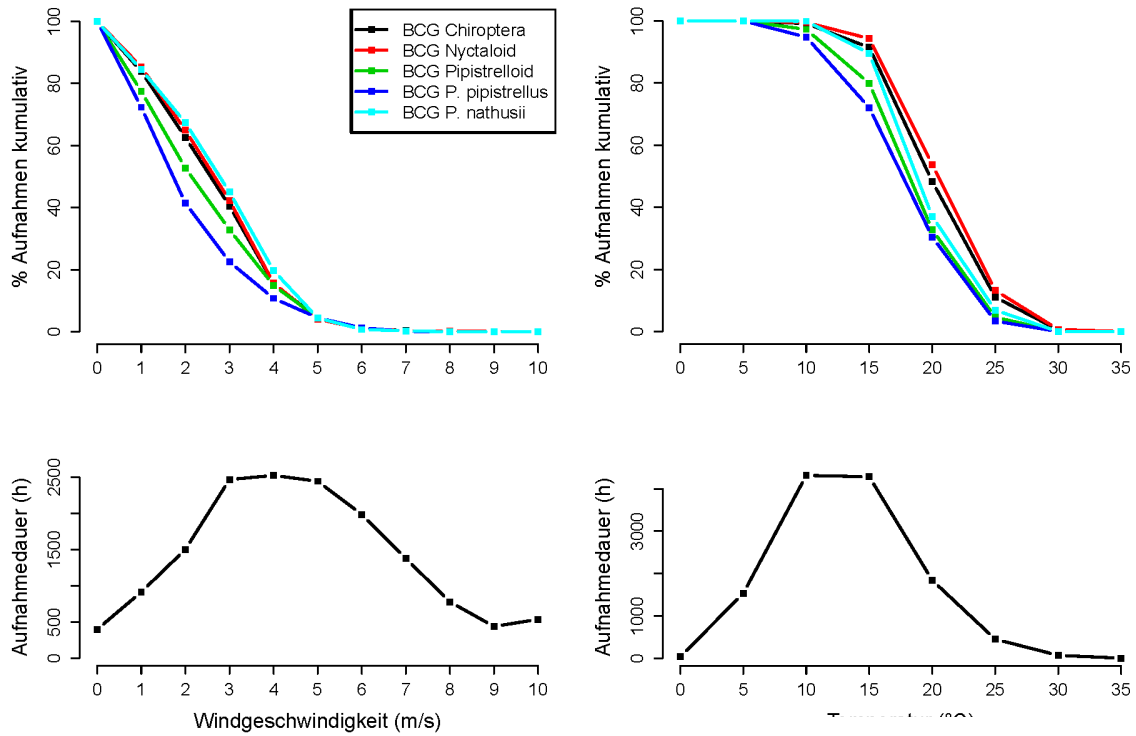 % Aufnahmen kumulativ
0 20 40 60 80 100
BCG Chiroptera
BCG Nyctaloid
BCG Pipistrelloid
BCG P. pipistrellus
BCG P. nathusii
0 1 2 3 4 5 6 7 8 9 10
% Aufnahmen kumulativ
0 20 40 60 80 100
0 5 10 15 20 25 30 35
Aufnahmedauer (h)
0 500 1500 2500
0 1 2 3 4 5 6 7 8 9 10
Windgeschwindigkeit (m/s)
Aufnahmedauer (h)
0 1000 3000
0 5 10 15 20 25 30 35
Temperatur (°C)